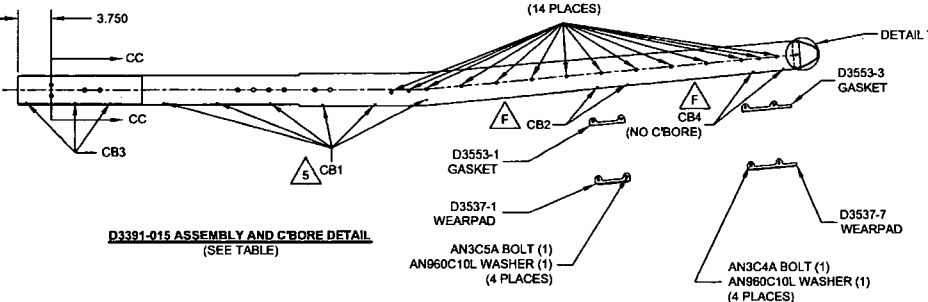 (14 PLACES)
3.750
CC
DETAIL
D3553-3
GASKET
F
F
CB2
CB4
(NO C'BORE)
CC
CB3
5
CB1
D3553-1
GASKET
D3537-1
WEARPAD
D3537-7
WEARPAD
D3391-015 ASSEMBLY AND C'BORE DETAIL
(SEE TABLE)
AN3C5A BOLT (1)
AN960C10L WASHER (1)
(4 PLACES)
AN3C4A BOLT (1)
AN960C10L WASHER (1)
(4 PLACES)